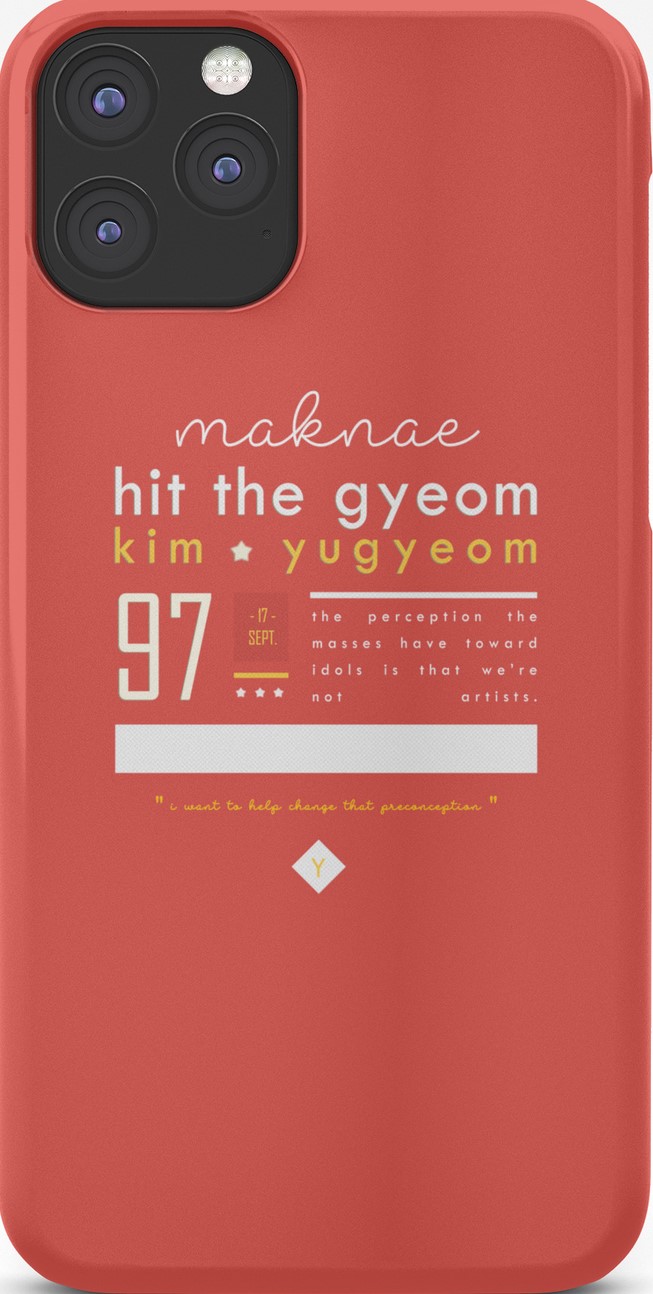 maknae
hit the gyeom
kim ★ yugyeom
97
- 17 -
SEPT.
★ ★ ★
the perception the
masses have toward
idols is that we're
not artists.
" i want to help change that preconception "
Y